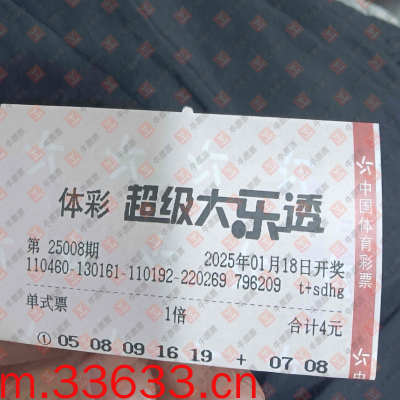 体彩 超级大乐透
第 25008期 2025年01月18日开奖
110460-130161-110192-220269 796209 t+sdhg
单式票 1倍 合计4元
① 05 08 09 16 19 + 07 08
中国体育彩票
中国
m.33633.cn